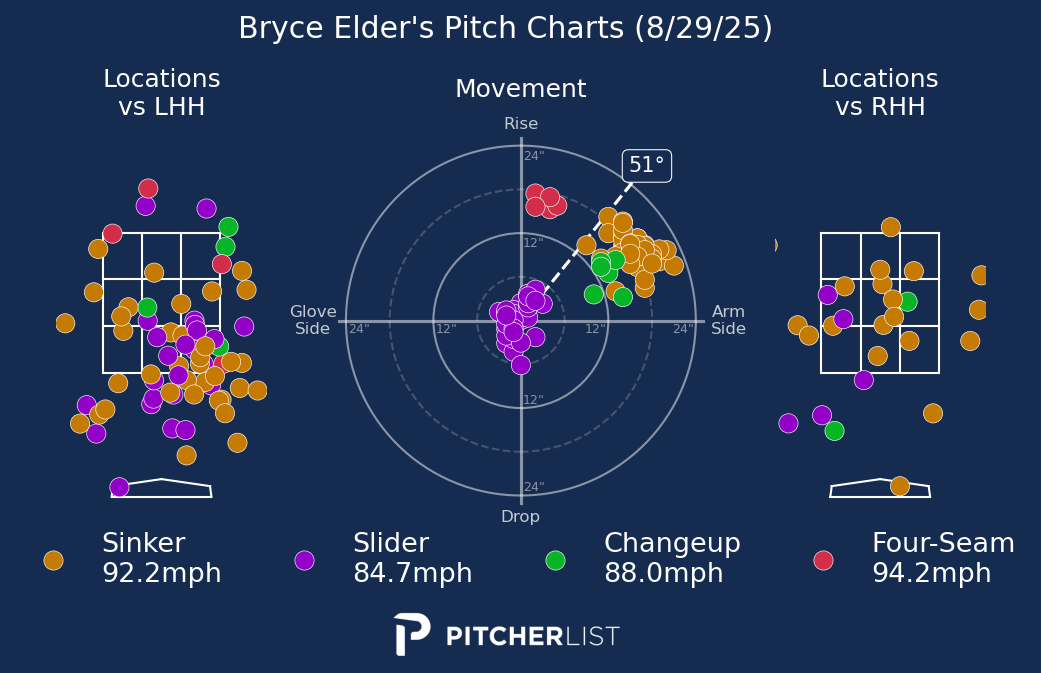 Bryce Elder's Pitch Charts (8/29/25)
Locations
vs LHH
Movement
Locations
vs RHH
Rise
24"
51°
12"
Glove
Side
24"
12"
12"
24"
Arm
Side
12"
24"
Drop
Sinker
92.2mph
Slider
84.7mph
Changeup
88.0mph
Four-Seam
94.2mph
PITCHERLIST